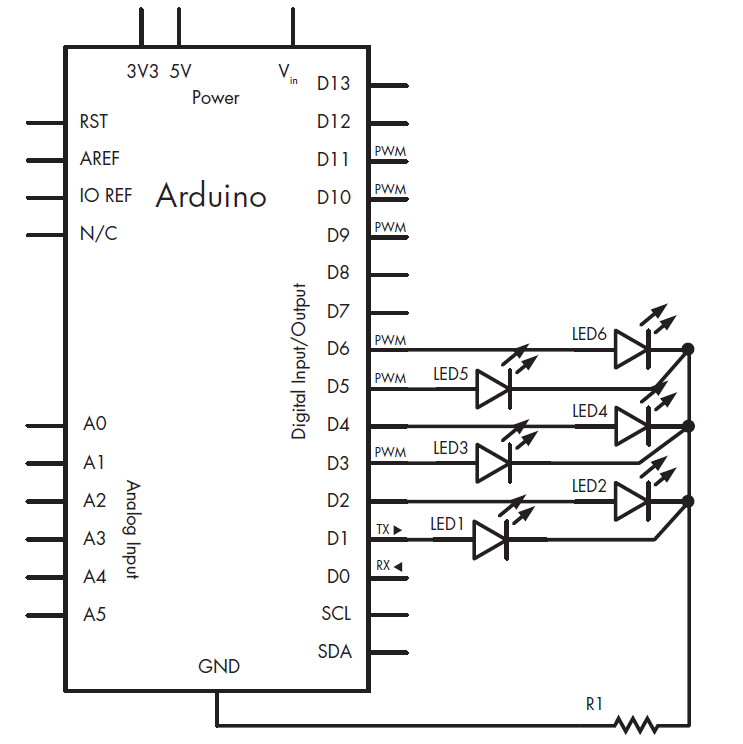 3V3 5V Vin
Power
Arduino
RST
AREF
IO REF
N/C
A0
A1
A2
A3
A4
A5
Analog Input
Digital Input/Output
D13
D12
D11 PWM
D10 PWM
D9 PWM
D8
D7
D6 PWM
D5 PWM
D4
D3 PWM
D2
D1 TX ▶
D0 RX ◀
SCL
SDA
GND
LED6
LED5
LED4
LED3
LED2
LED1
R1